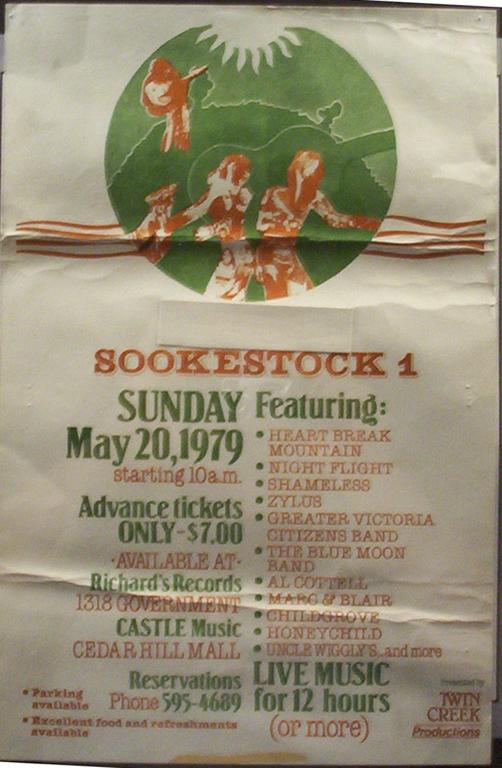 SOOKESTOCK 1
SUNDAY
May 20, 1979
starting 10 a.m.
Advance tickets
ONLY-$7.00
·AVAILABLE AT·
Richard's Records
1318 GOVERNMENT
CASTLE Music
CEDAR HILL MALL
Reservations
Phone 595-4689
• Parking
available
• Excellent food and refreshments
available
Featuring:
• HEART BREAK
MOUNTAIN
• NIGHT FLIGHT
• SHAMELESS
• ZYLUS
• GREATER VICTORIA
CITIZENS BAND
• THE BLUE MOON
BAND
• AL COTTELL
• MARC & BLAIR
• CHILDGROVE
• HONEYCHILD
• UNCLE WIGGLY'S...and more
LIVE MUSIC
for 12 hours
(or more)
Presented by
TWIN
CREEK
Productions